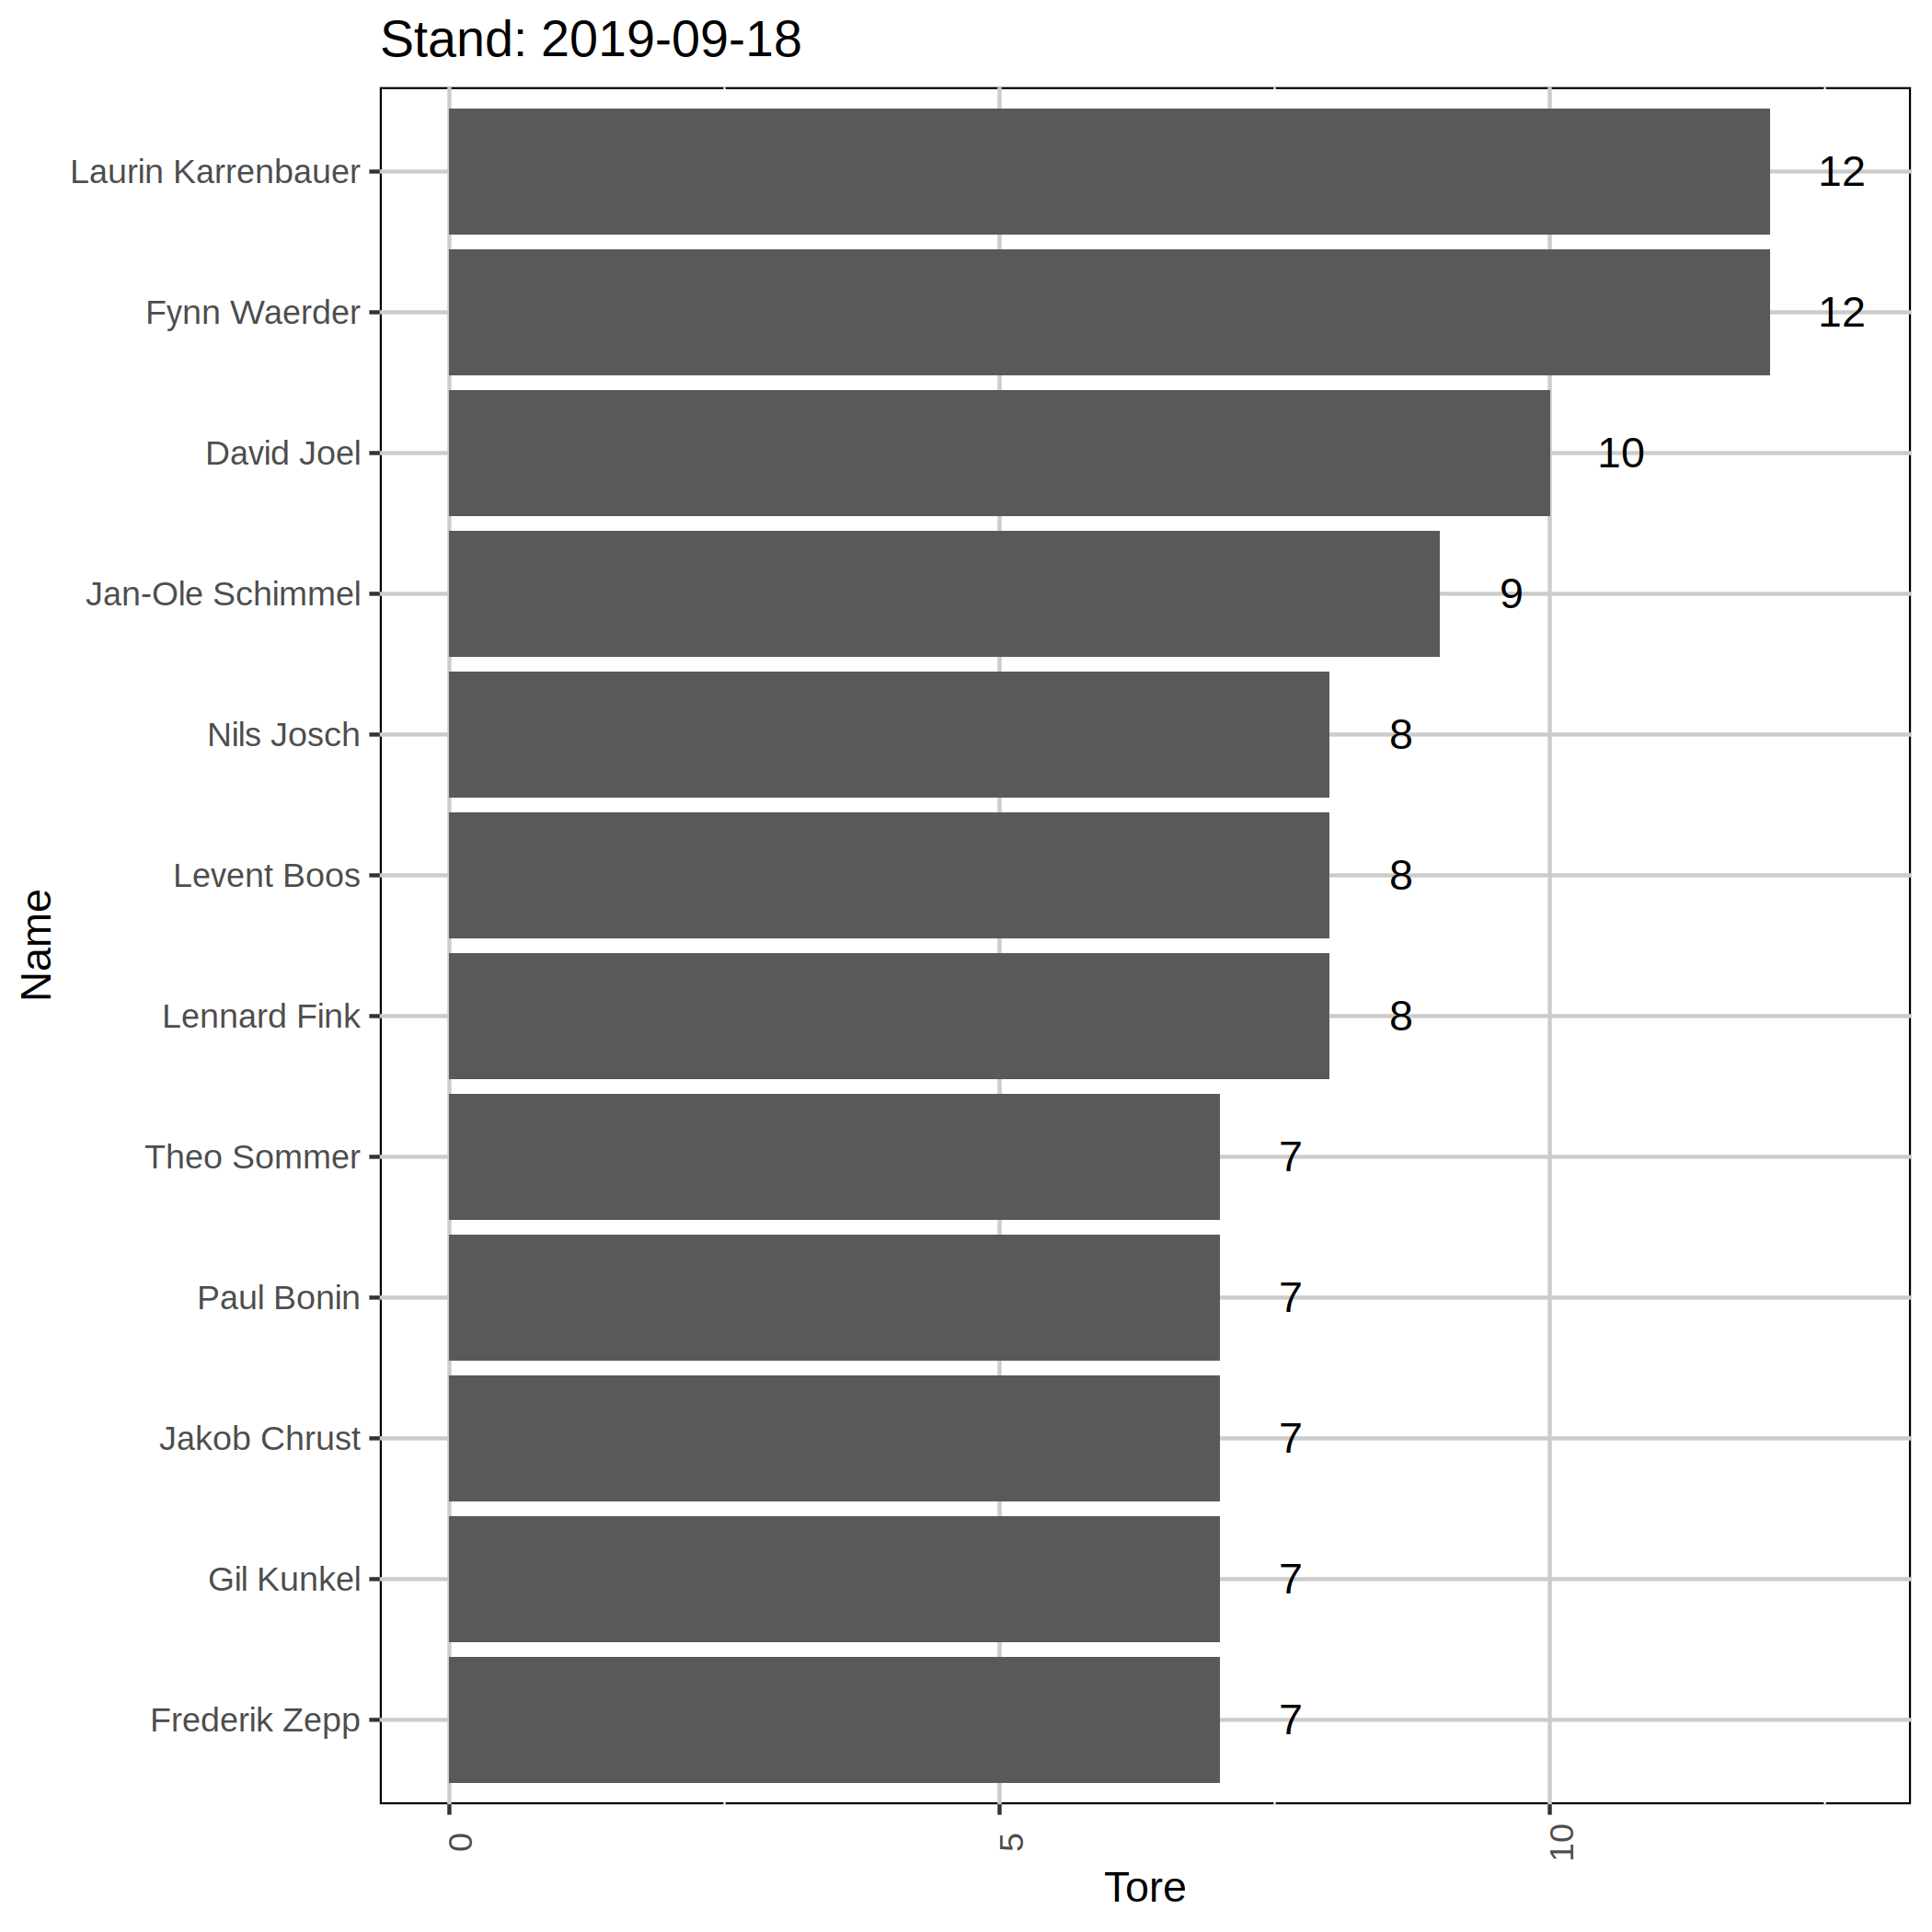 Stand: 2019-09-18
Laurin Karrenbauer 12
Fynn Waerder 12
David Joel 10
Jan-Ole Schimmel 9
Nils Josch 8
Levent Boos 8
Lennard Fink 8
Theo Sommer 7
Paul Bonin 7
Jakob Chrust 7
Gil Kunkel 7
Frederik Zepp 7
Name
0 5 10
Tore